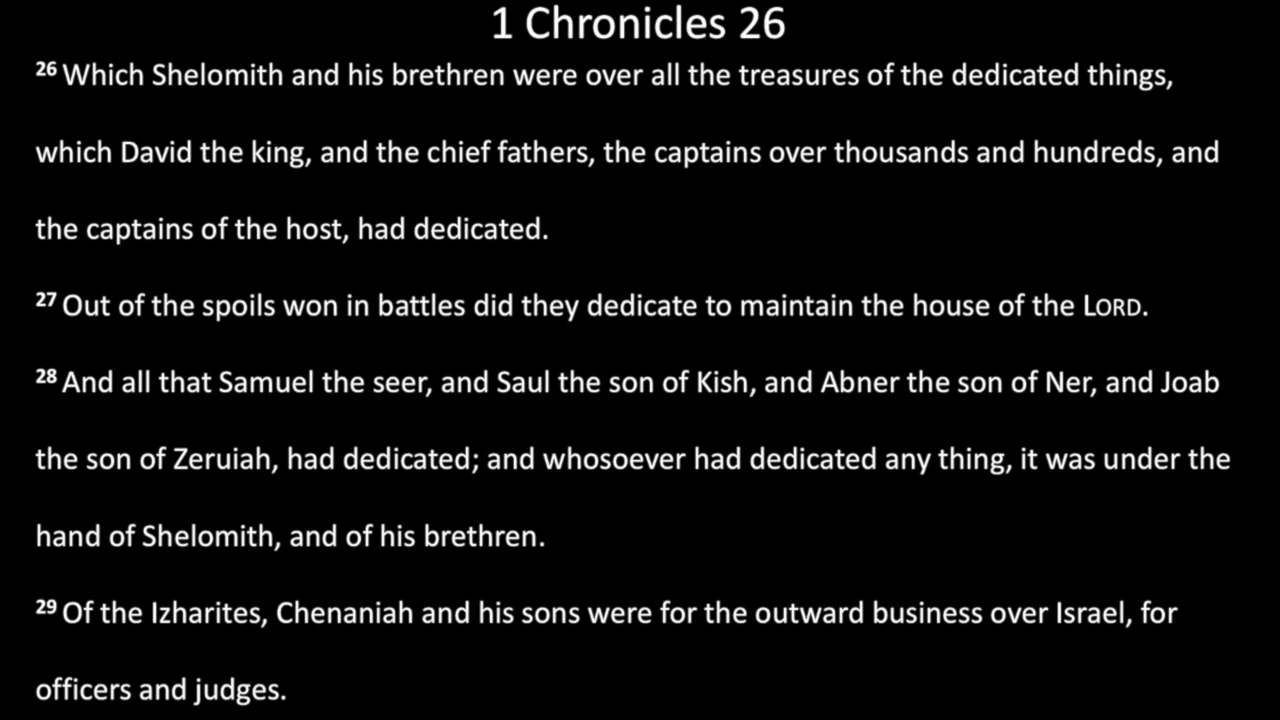 1 Chronicles 26
26 Which Shelomith and his brethren were over all the treasures of the dedicated things,
which David the king, and the chief fathers, the captains over thousands and hundreds, and
the captains of the host, had dedicated.
27 Out of the spoils won in battles did they dedicate to maintain the house of the LORD.
28 And all that Samuel the seer, and Saul the son of Kish, and Abner the son of Ner, and Joab
the son of Zeruiah, had dedicated; and whosoever had dedicated any thing, it was under the
hand of Shelomith, and of his brethren.
29 Of the Izharites, Chenaniah and his sons were for the outward business over Israel, for
officers and judges.